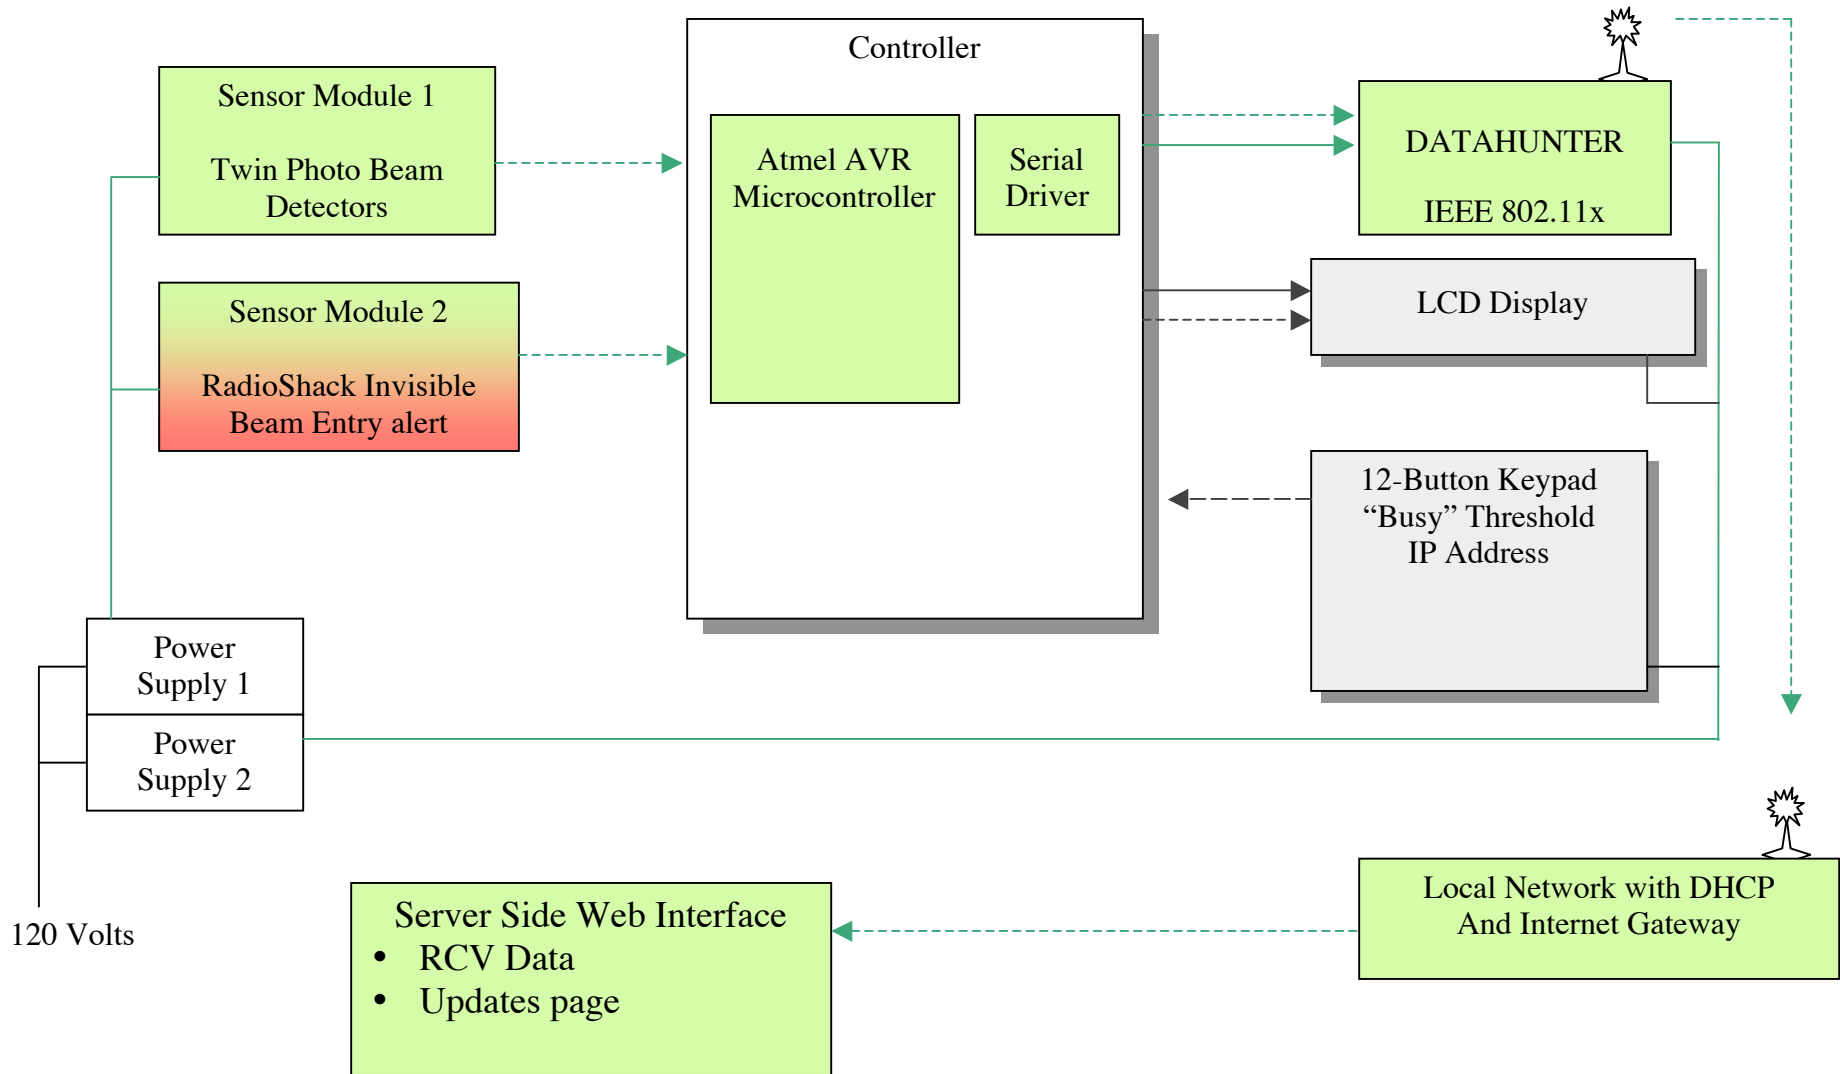 Controller
Sensor Module 1
Twin Photo Beam
Detectors
Atmel AVR
Microcontroller
Serial
Driver
DATAHUNTER
IEEE 802.11x
Sensor Module 2
RadioShack Invisible
Beam Entry alert
LCD Display
12-Button Keypad
“Busy” Threshold
IP Address
Power
Supply 1
Power
Supply 2
120 Volts
Server Side Web Interface
• RCV Data
• Updates page
Local Network with DHCP
And Internet Gateway